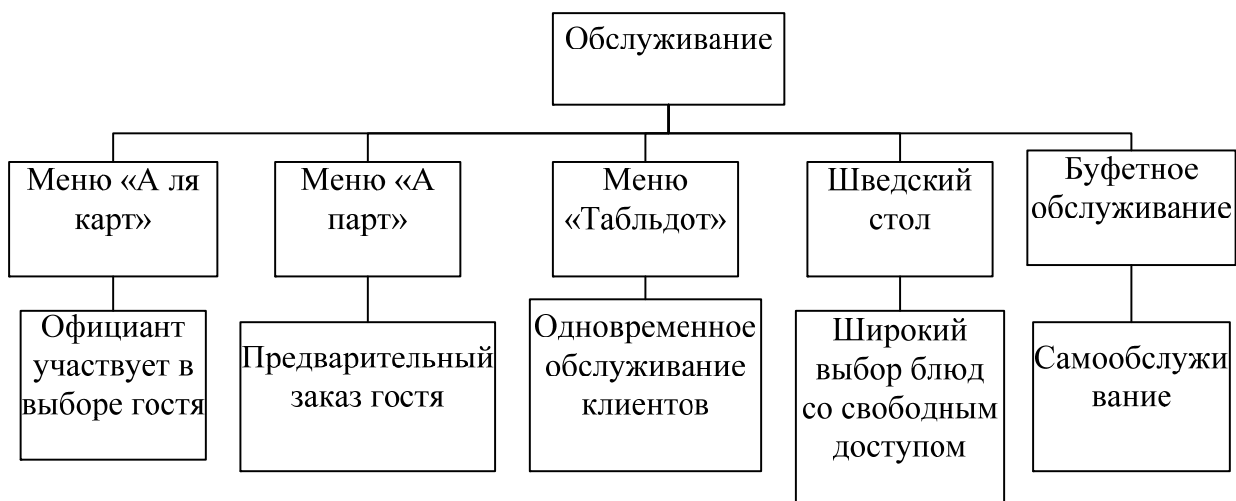 Обслуживание
Меню «А ля
карт»
Меню «А
парт»
Меню
«Табльдот»
Шведский
стол
Буфетное
обслуживание
Официант
участвует в
выборе гостя
Предварительный
заказ гостя
Одновременное
обслуживание
клиентов
Широкий
выбор блюд
со свободным
доступом
Самообслужи
вание